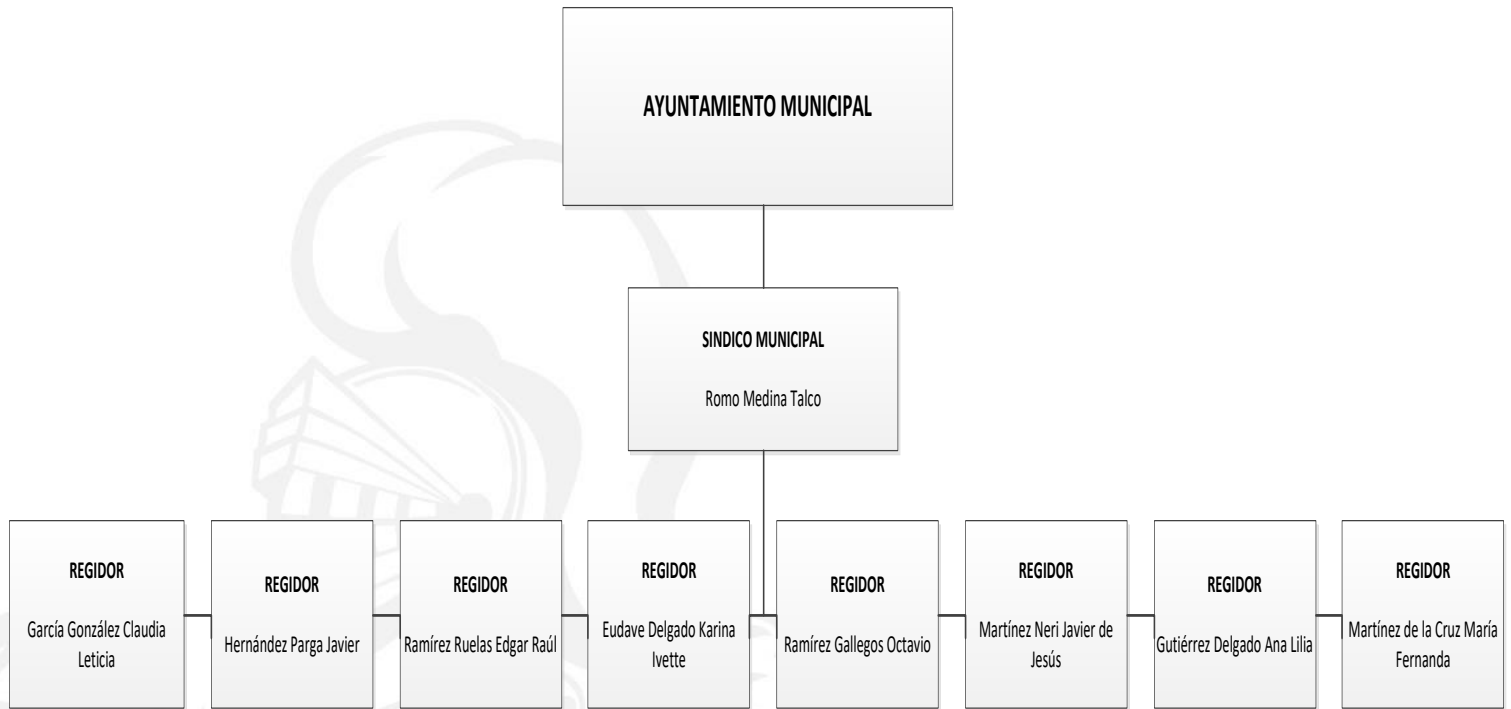 AYUNTAMIENTO MUNICIPAL
SINDICO MUNICIPAL
Romo Medina Talco
REGIDOR
García González Claudia
Leticia
REGIDOR
Hernández Parga Javier
REGIDOR
Ramírez Ruelas Edgar Raúl
REGIDOR
Eudave Delgado Karina
Ivette
REGIDOR
Ramírez Gallegos Octavio
REGIDOR
Martínez Neri Javier de
Jesús
REGIDOR
Gutiérrez Delgado Ana Lilia
REGIDOR
Martínez de la Cruz María
Fernanda